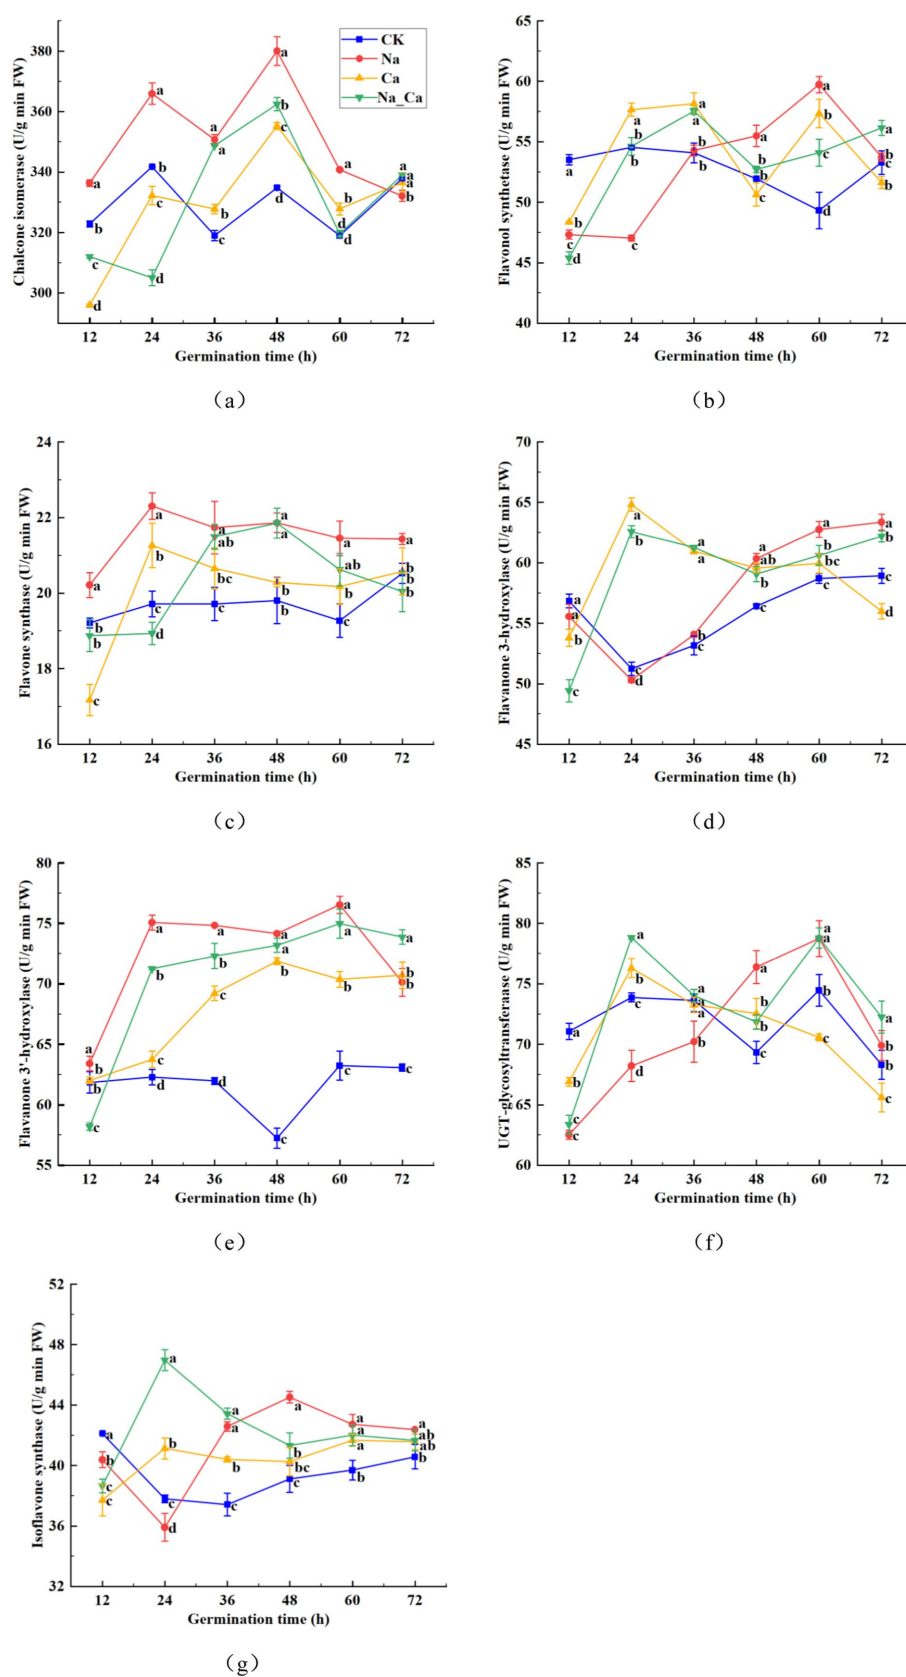 CK
Na
Ca
Na_Ca
Chalcone isomerase (U/g min FW)
380
360
340
320
300
12 24 36 48 60 72
Germination time (h)
(a)
Flavonol synthetase (U/g min FW)
65
60
55
50
45
40
12 24 36 48 60 72
Germination time (h)
(b)
Flavone synthase (U/g min FW)
24
22
20
18
16
12 24 36 48 60 72
Germination time (h)
(c)
Flavanone 3-hydroxylase (U/g min FW)
70
65
60
55
50
45
12 24 36 48 60 72
Germination time (h)
(d)
Flavanone 3'-hydroxylase (U/g min FW)
80
75
70
65
60
55
12 24 36 48 60 72
Germination time (h)
(e)
UGT-glycosyltransferaase (U/g min FW)
85
80
75
70
65
60
12 24 36 48 60 72
Germination time (h)
(f)
Isoflavone synthase (U/g min FW)
52
48
44
40
36
32
12 24 36 48 60 72
Germination time (h)
(g)